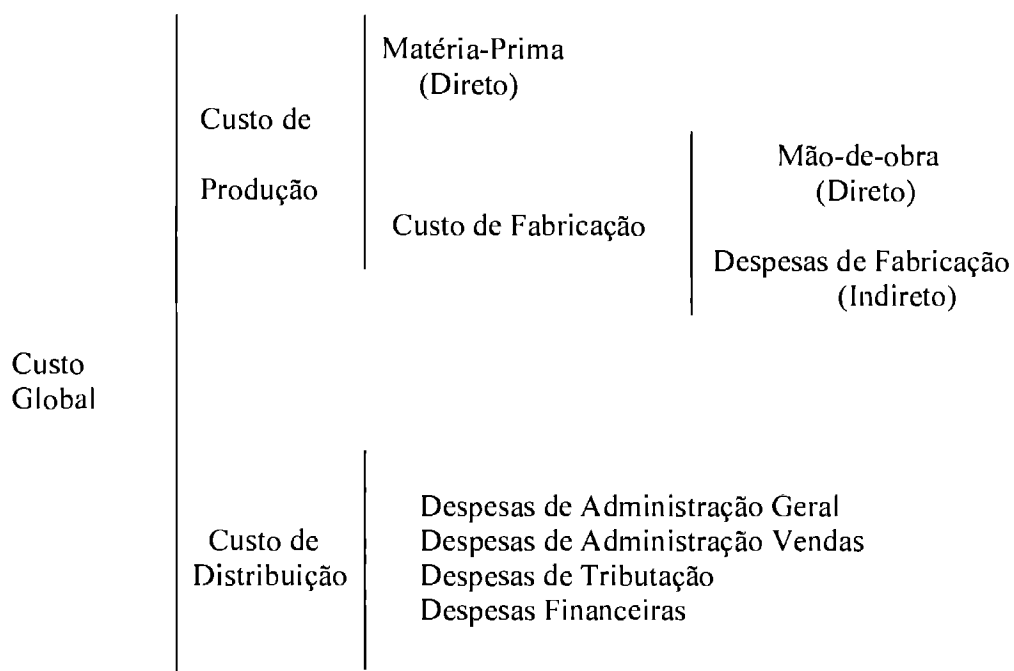 Matéria-Prima
(Direto)
Custo de
Produção
Mão-de-obra
(Direto)
Custo de Fabricação
Despesas de Fabricação
(Indireto)
Custo
Global
Despesas de Administração Geral
Custo de
Distribuição
Despesas de Administração Vendas
Despesas de Tributação
Despesas Financeiras